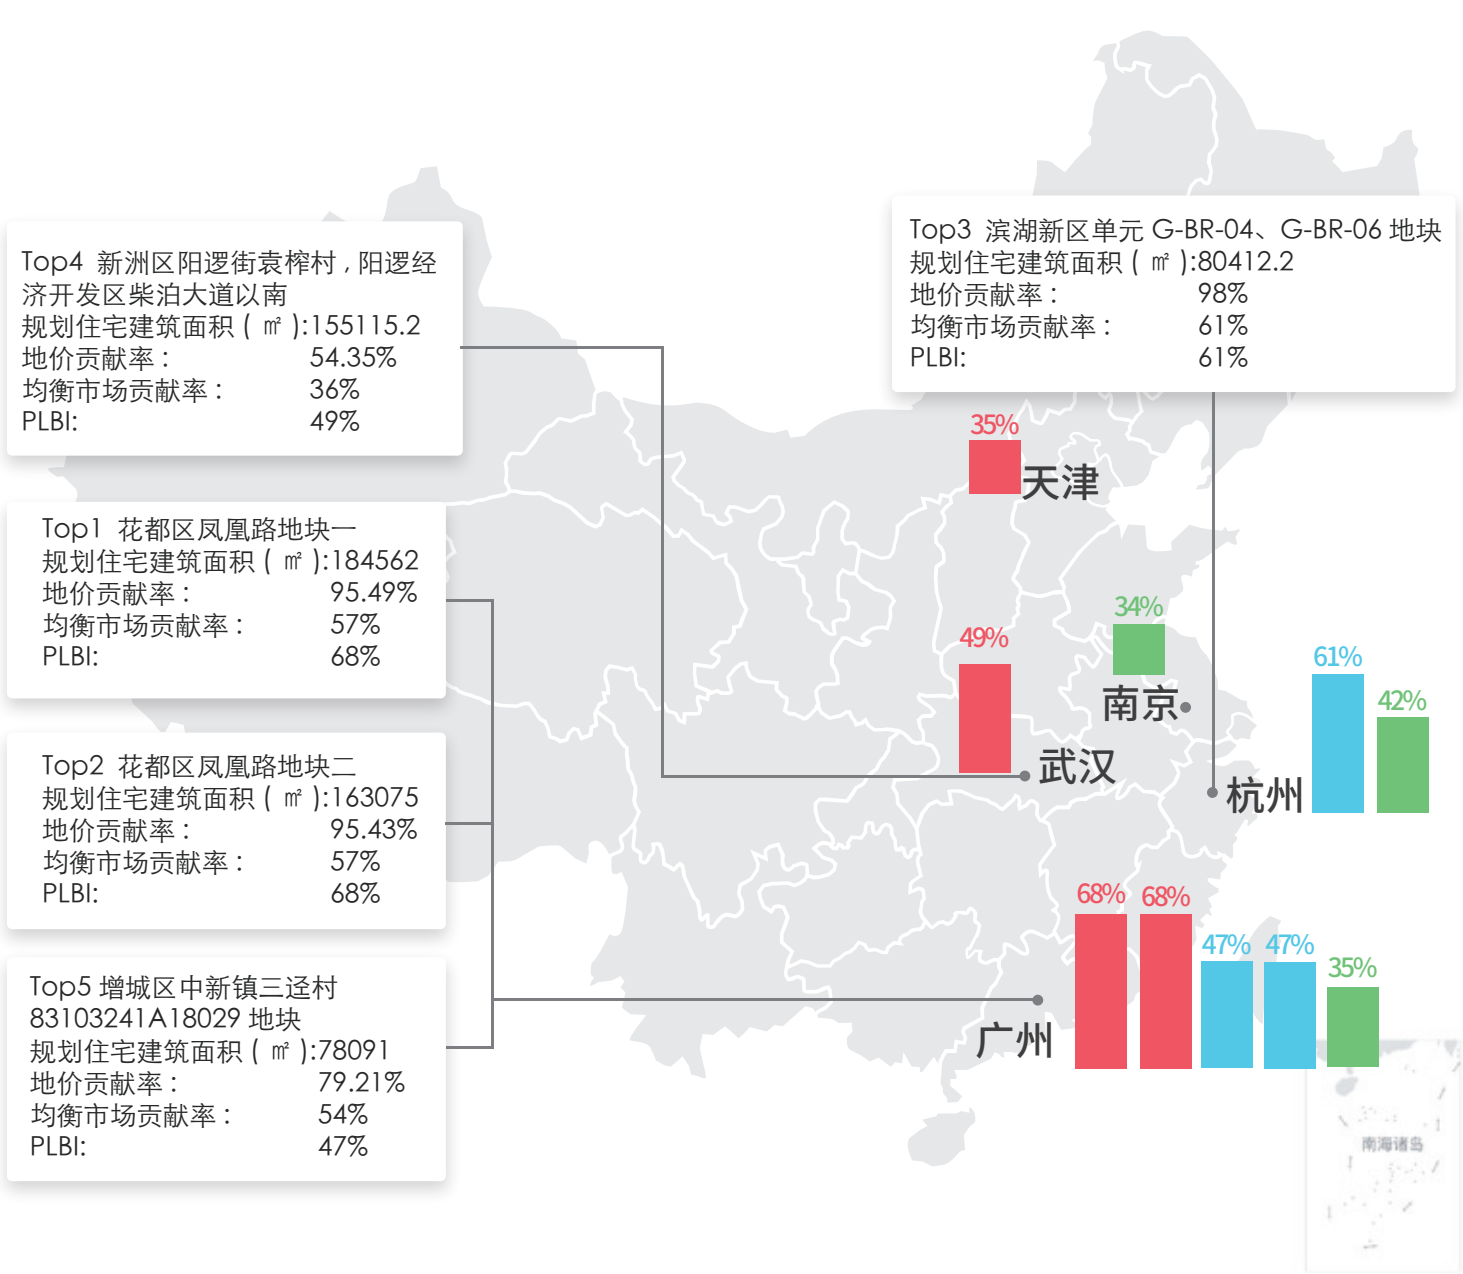 Top4 新洲区阳逻街袁榨村，阳逻经
济开发区柴泊大道以南
规划住宅建筑面积（㎡）:155115.2
地价贡献率： 54.35%
均衡市场贡献率： 36%
PLBI: 49%
Top1 花都区凤凰路地块一
规划住宅建筑面积（㎡）:184562
地价贡献率： 95.49%
均衡市场贡献率： 57%
PLBI: 68%
Top2 花都区凤凰路地块二
规划住宅建筑面积（㎡）:163075
地价贡献率： 95.43%
均衡市场贡献率： 57%
PLBI: 68%
Top5 增城区中新镇三迳村
83103241A18029 地块
规划住宅建筑面积（㎡）:78091
地价贡献率： 79.21%
均衡市场贡献率： 54%
PLBI: 47%
Top3 滨湖新区单元 G-BR-04、G-BR-06 地块
规划住宅建筑面积（㎡）:80412.2
地价贡献率： 98%
均衡市场贡献率： 61%
PLBI: 61%
35%
天津
34%
南京
49%
武汉
61%
42%
杭州
68%
68%
47%
47%
35%
广州
南海诸岛